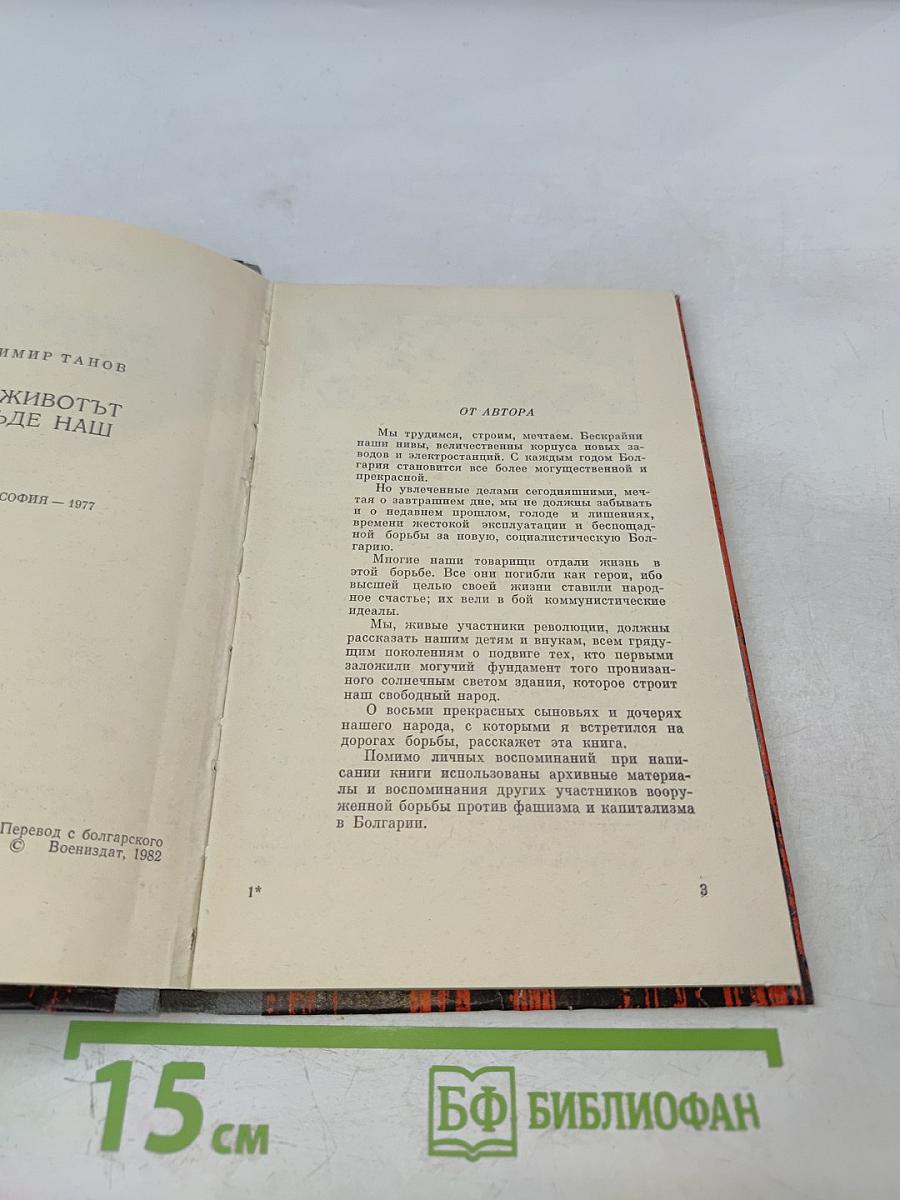 ИМИР ТАНОВ
ЖИВОТЪТ
ЪДЕ НАШ
СОФИЯ — 1977
Перевод с болгарского
© Воениздат, 1982
ОТ АВТОРА
Мы трудимся, строим, мечтаем. Бескрайни
наши нивы, величественны корпуса новых за-
водов и электростанций. С каждым годом Бол-
гария становится все более могущественной и
прекрасной.
Но увлеченные делами сегодняшними, меч-
тая о завтрашнем дне, мы не должны забывать
и о недавнем прошлом, голоде и лишениях,
времени жестокой эксплуатации и беспощад-
ной борьбы за новую, социалистическую Бол-
гарию.
Многие наши товарищи отдали жизнь в
этой борьбе. Все они погибли как герои, ибо
высшей целью своей жизни ставили народ-
ное счастье; их вели в бой коммунистические
идеалы.
Мы, живые участники революции, должны
рассказать нашим детям и внукам, всем гряду-
щим поколениям о подвиге тех, кто первыми
заложили могучий фундамент того пронизан-
ного солнечным светом здания, которое строит
наш свободный народ.
О восьми прекрасных сыновьях и дочерях
нашего народа, с которыми я встретился на
дорогах борьбы, расскажет эта книга.
Помимо личных воспоминаний при напи-
сании книги использованы архивные материа-
лы и воспоминания других участников воору-
женной борьбы против фашизма и капитализма
в Болгарии.
1*
3
15 см
БФ БИБЛИОФАН